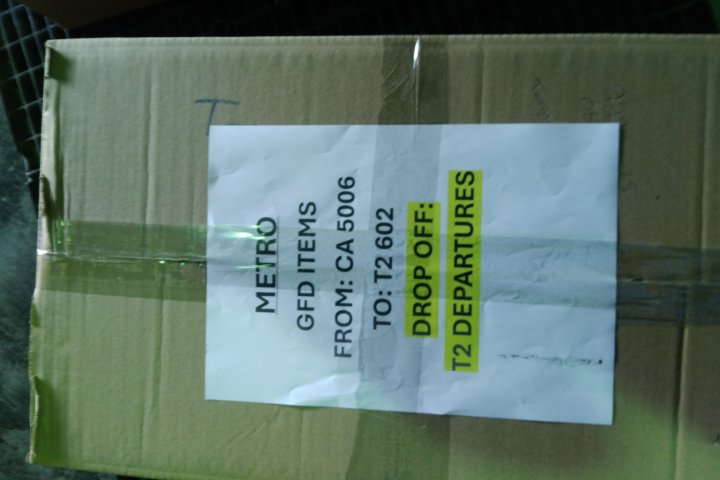 T
METRO
GFD ITEMS
FROM: CA 5006
TO: T2 602
DROP OFF:
T2 DEPARTURES